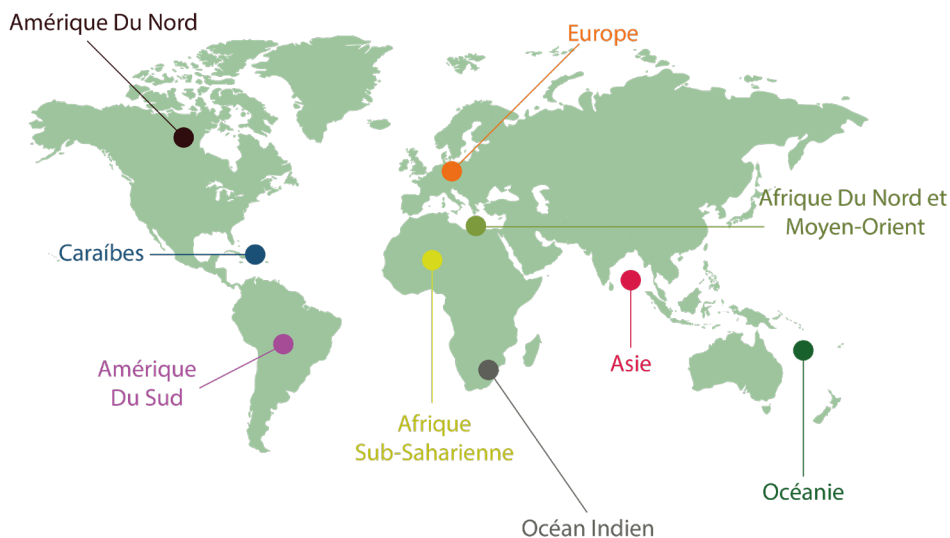 Amérique Du Nord
Europe
Afrique Du Nord et
Moyen-Orient
Caraíbes
Asie
Amérique
Du Sud
Afrique
Sub-Saharienne
Océanie
Océan Indien